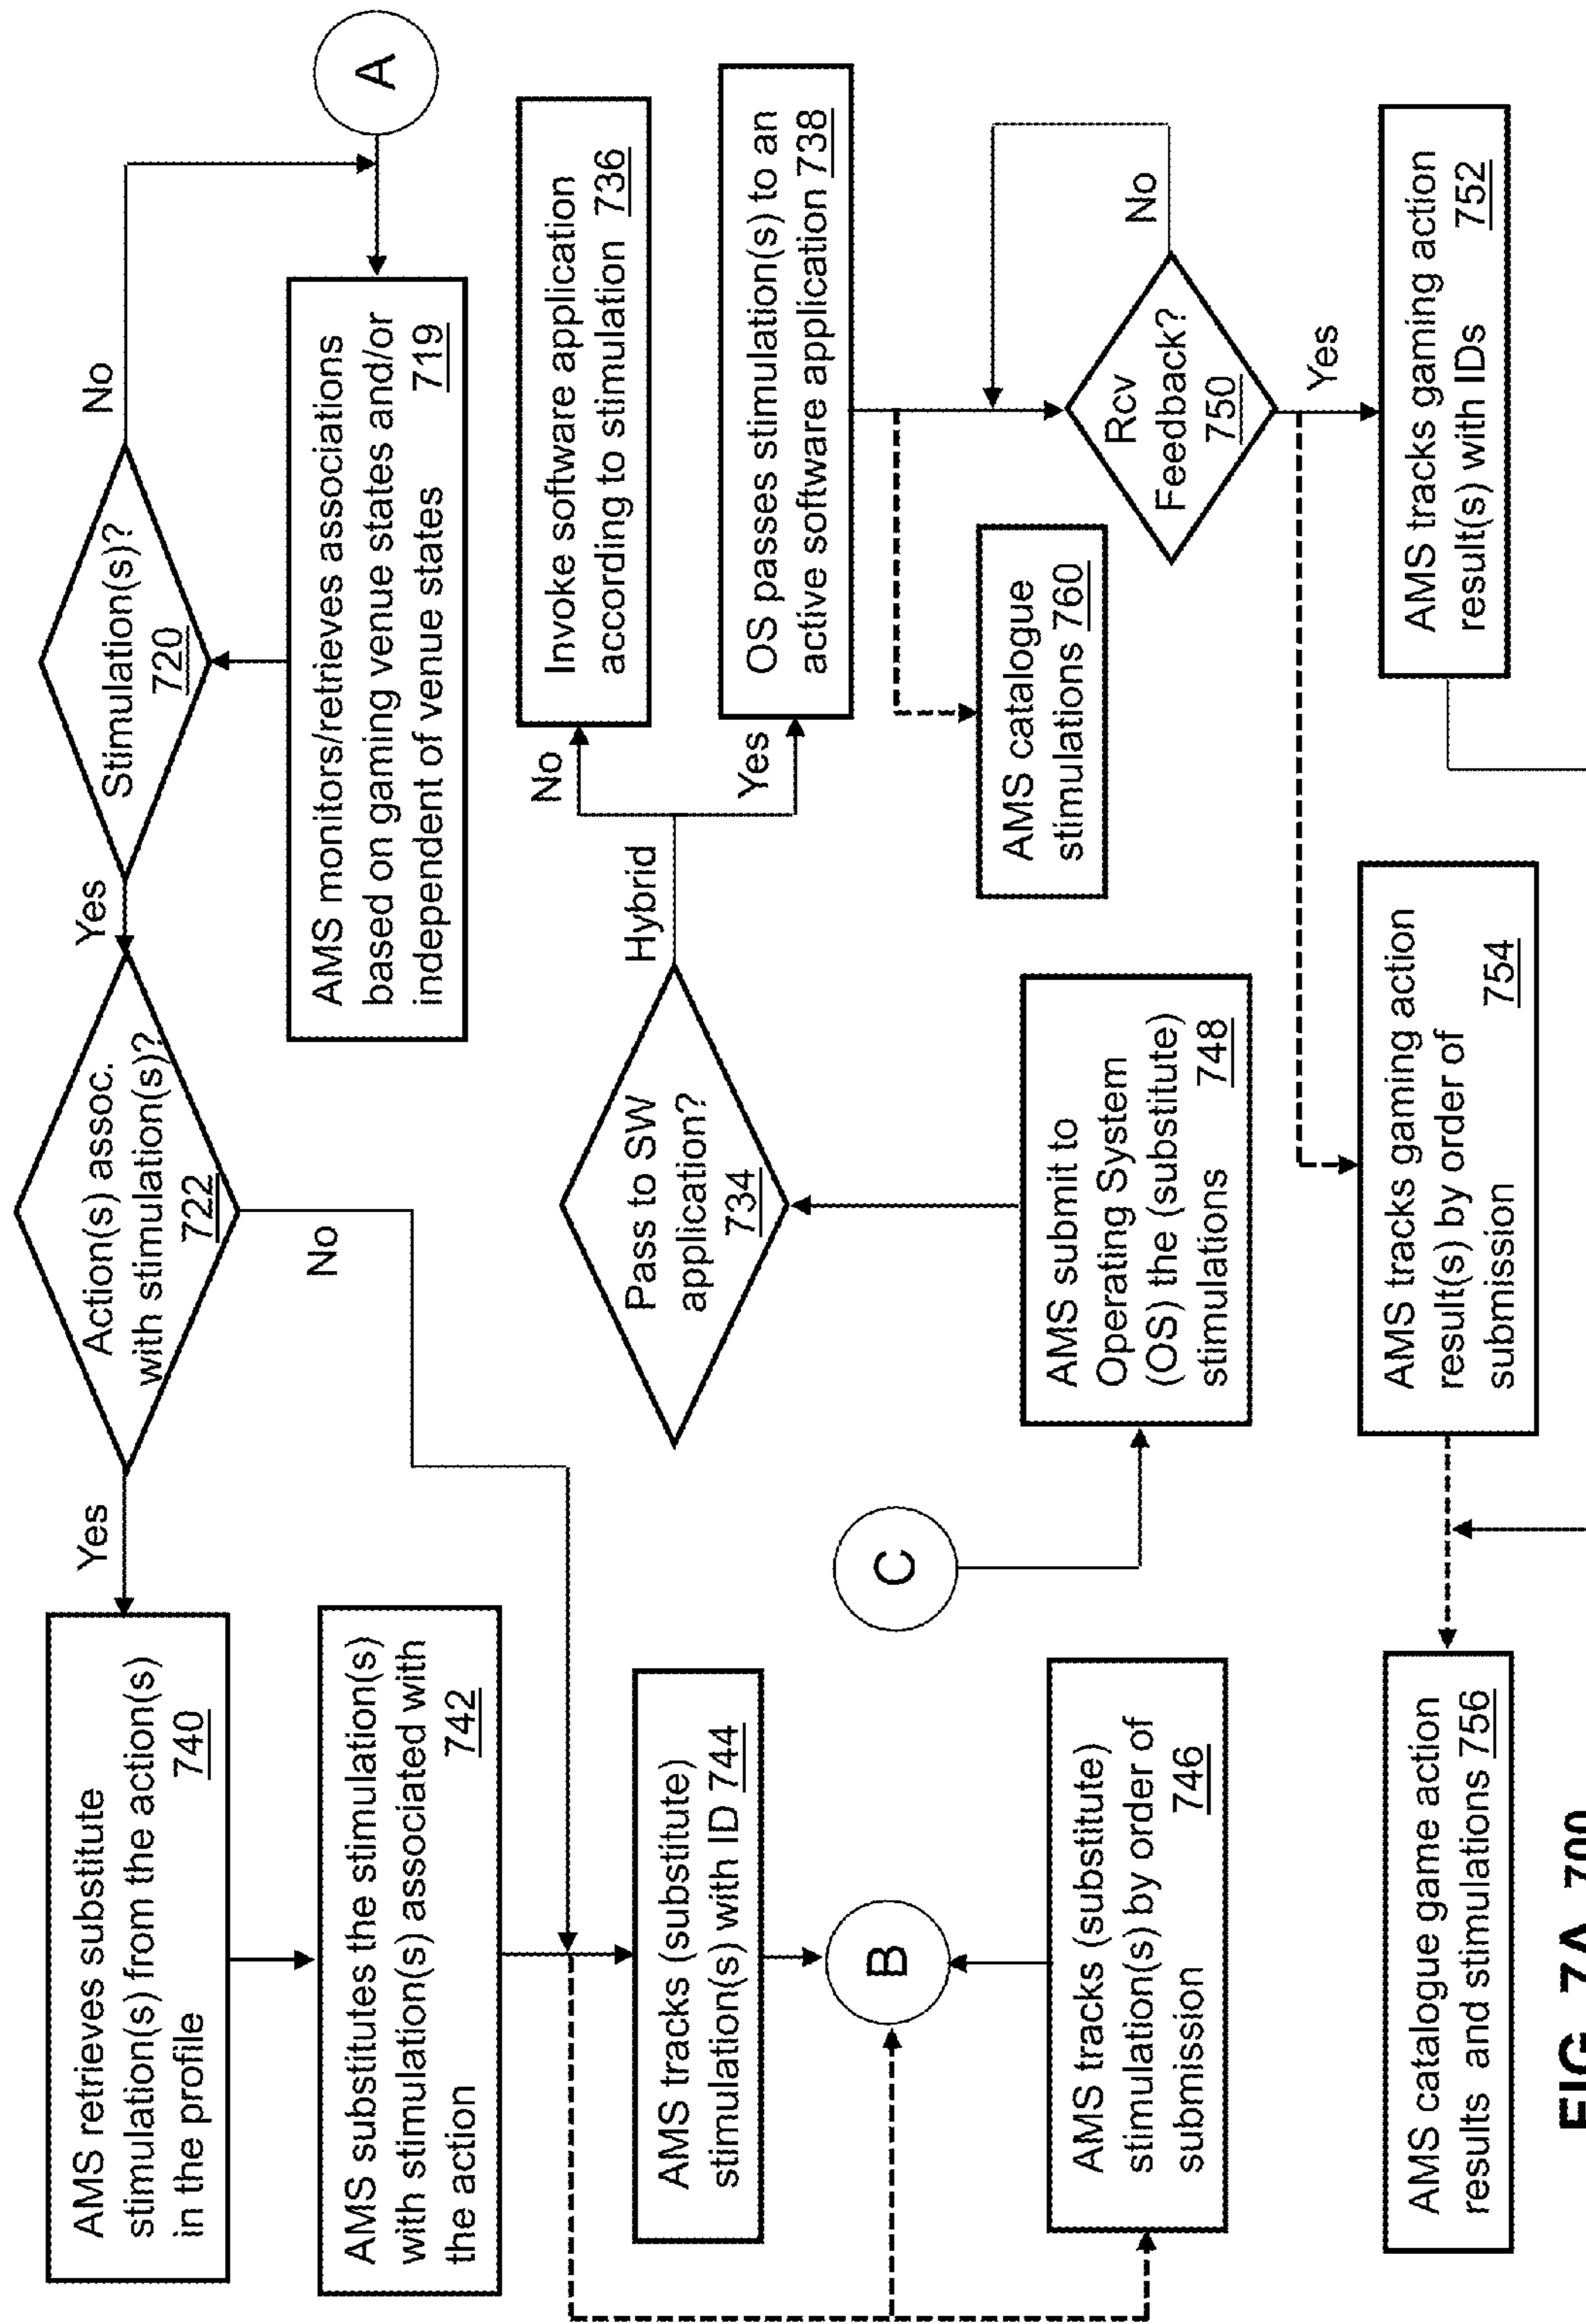 AMS retrieves substitute
stimulation(s) from the action(s)
in the profile 740
Yes
Action(s) assoc.
with stimulation(s)?
722
Yes
Stimulation(s)?
720
No
No
AMS substitutes the stimulation(s)
with stimulation(s) associated with
the action 742
AMS monitors/retrieves associations
based on gaming venue states and/or
independent of venue states 719
A
AMS tracks (substitute)
stimulation(s) with ID 744
B
AMS tracks (substitute)
stimulation(s) by order of
submission 746
C
AMS submit to
Operating System
(OS) the (substitute)
stimulations 748
Pass to SW
application?
734
Hybrid
No
Yes
Invoke software application
according to stimulation 736
OS passes stimulation(s) to an
active software application 738
AMS catalogue
stimulations 760
Rcv
Feedback?
750
No
Yes
AMS catalogue game action
results and stimulations 756
AMS tracks gaming action
result(s) by order of
submission 754
AMS tracks gaming action
result(s) with IDs 752
FIG. 7A 700